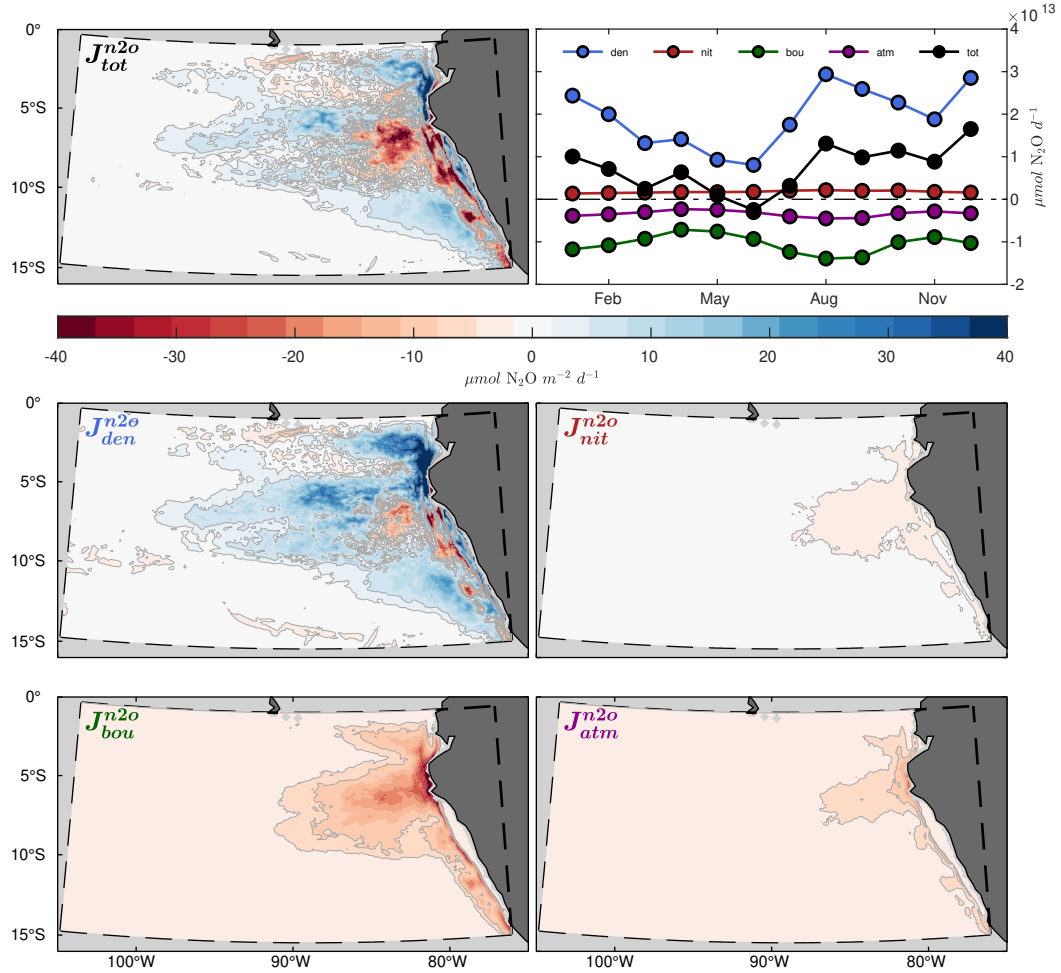 0°
5°S
10°S
15°S
J^{n2o}_{tot}
den nit bou atm tot
×10^{13}
4
3
2
1
0
-1
-2
μmol N₂O d⁻¹
Feb May Aug Nov
-40 -30 -20 -10 0 10 20 30 40
μmol N₂O m⁻² d⁻¹
0°
5°S
10°S
15°S
J^{n2o}_{den}
J^{n2o}_{nit}
0°
5°S
10°S
15°S
J^{n2o}_{bou}
J^{n2o}_{atm}
100°W 90°W 80°W
100°W 90°W 80°W